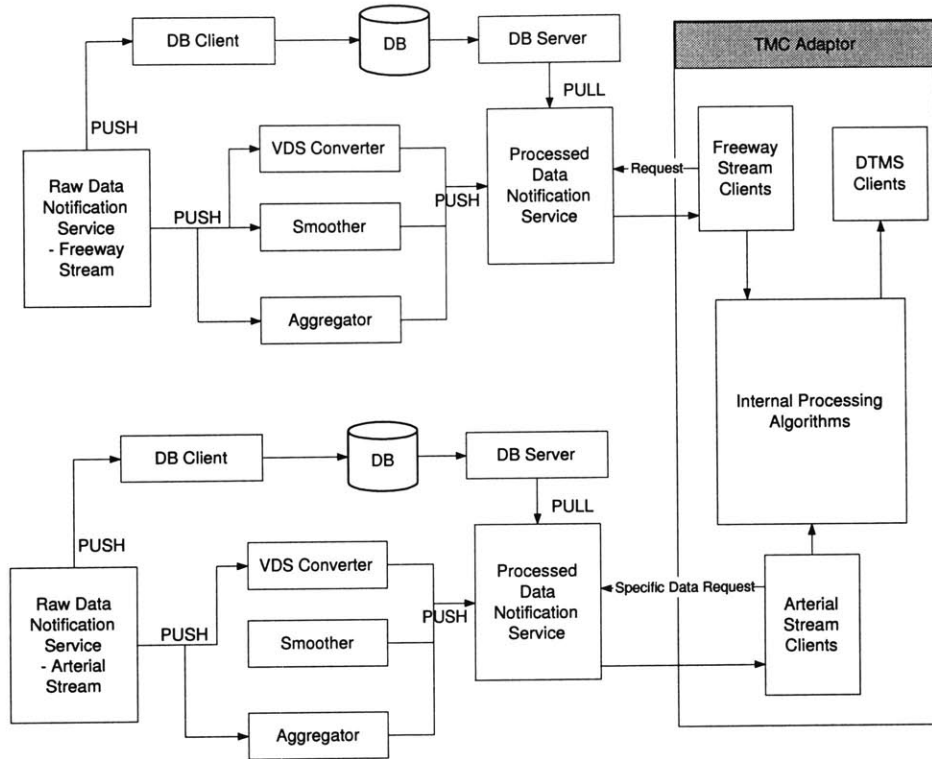 DB Client
DB
DB Server
TMC Adaptor
PUSH
PULL
Raw Data
Notification
Service
- Freeway
Stream
PUSH
VDS Converter
Smoother
Aggregator
PUSH
Processed
Data
Notification
Service
Request
Freeway
Stream
Clients
DTMS
Clients
Internal Processing
Algorithms
DB Client
DB
DB Server
PUSH
PULL
Raw Data
Notification
Service
- Arterial
Stream
PUSH
VDS Converter
Smoother
Aggregator
PUSH
Processed
Data
Notification
Service
Specific Data Request
Arterial
Stream
Clients